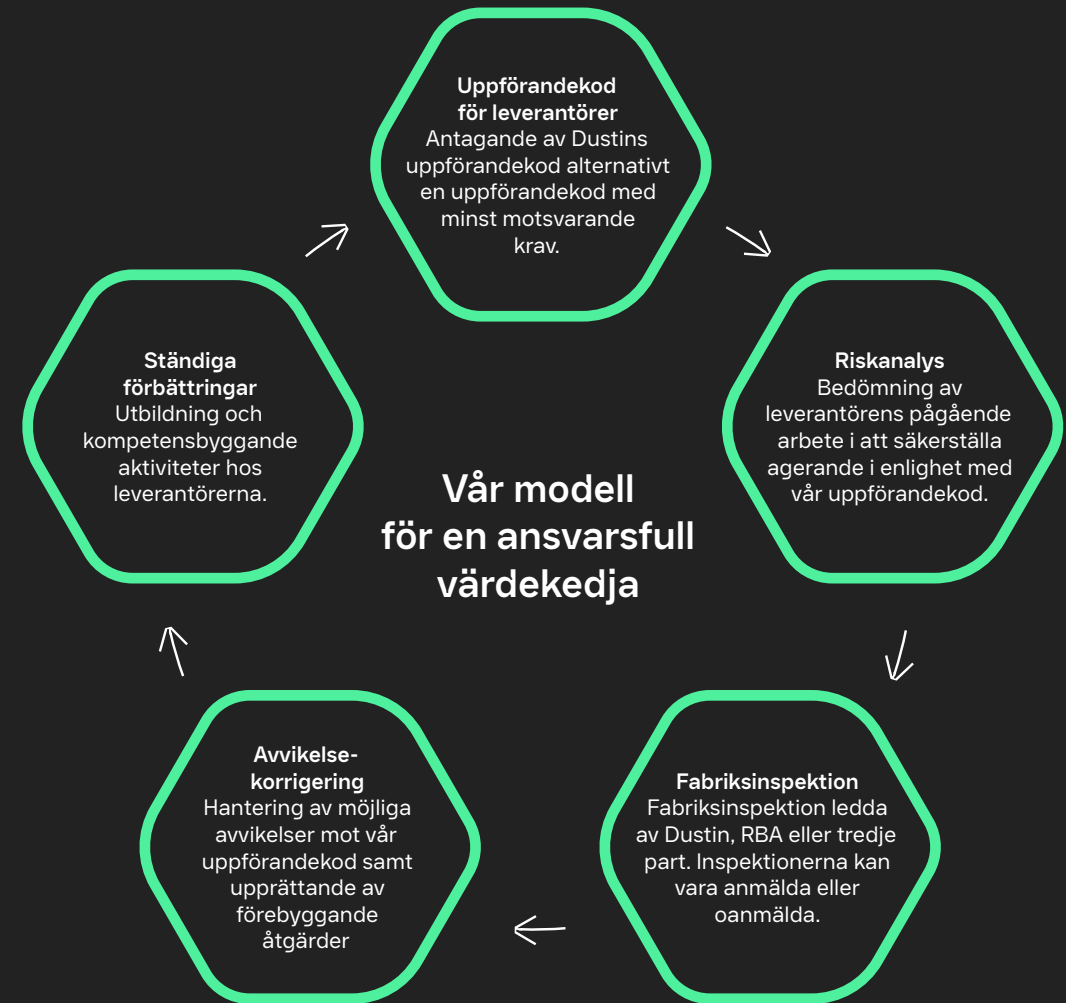 Uppförandekod
för leverantörer
Antagande av Dustins
uppförandekod alternativt
en uppförandekod med
minst motsvarande
krav.
Riskanalys
Bedömning av
leverantörens pågående
arbete i att säkerställa
agerande i enlighet med
vår uppförandekod.
Fabriksinspektion
Fabriksinspektion ledda
av Dustin, RBA eller tredje
part. Inspektionerna kan
vara anmälda eller
oanmälda.
Avvikelse-
korrigering
Hantering av möjliga
avvikelser mot vår
uppförandekod samt
upprättande av
förebyggande
åtgärder
Ständiga
förbättringar
Utbildning och
kompetensbyggande
aktiviteter hos
leverantörerna.
Vår modell
för en ansvarsfull
värdekedja